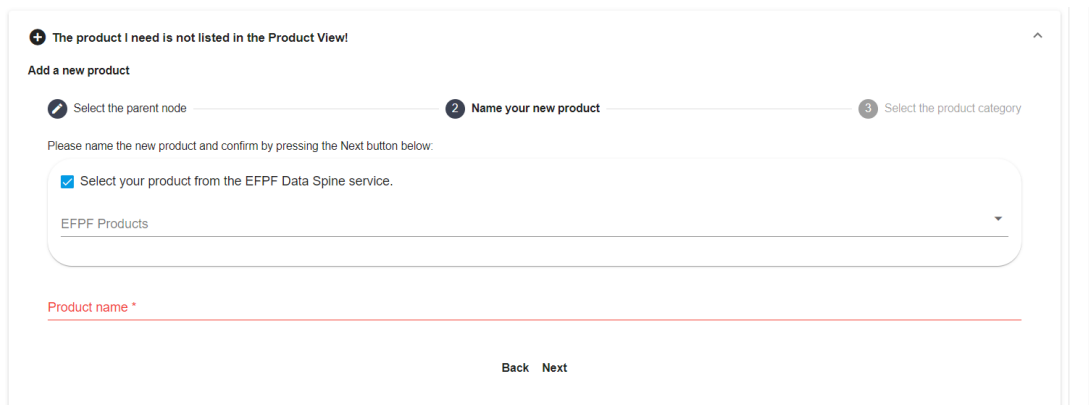 The product I need is not listed in the Product View!
Add a new product
Select the parent node
2 Name your new product
3 Select the product category
Please name the new product and confirm by pressing the Next button below:
Select your product from the EFPF Data Spine service.
EFPF Products
Product name *
Back Next